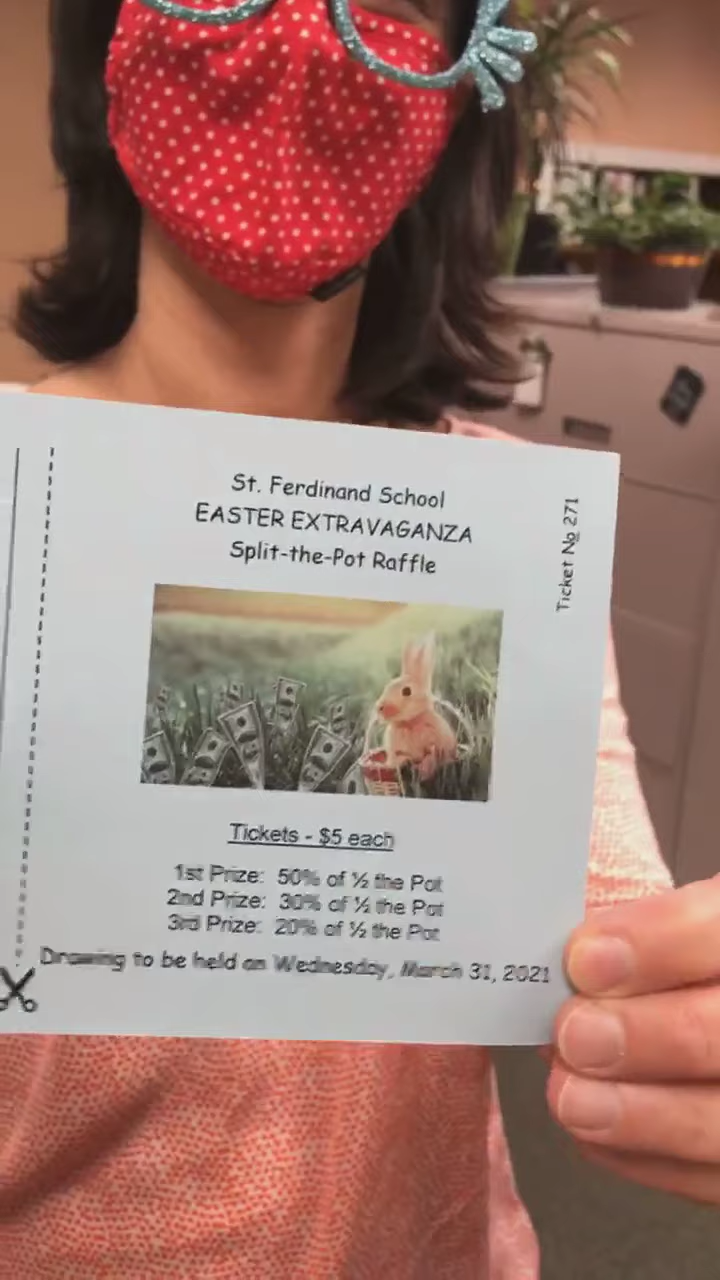 St. Ferdinand School
EASTER EXTRAVAGANZA
Split-the-Pot Raffle
Ticket No 271
Tickets - $5 each
1st Prize: 50% of ½ the Pot
2nd Prize: 30% of ½ the Pot
3rd Prize: 20% of ½ the Pot
Drawing to be held on Wednesday, March 31, 2021